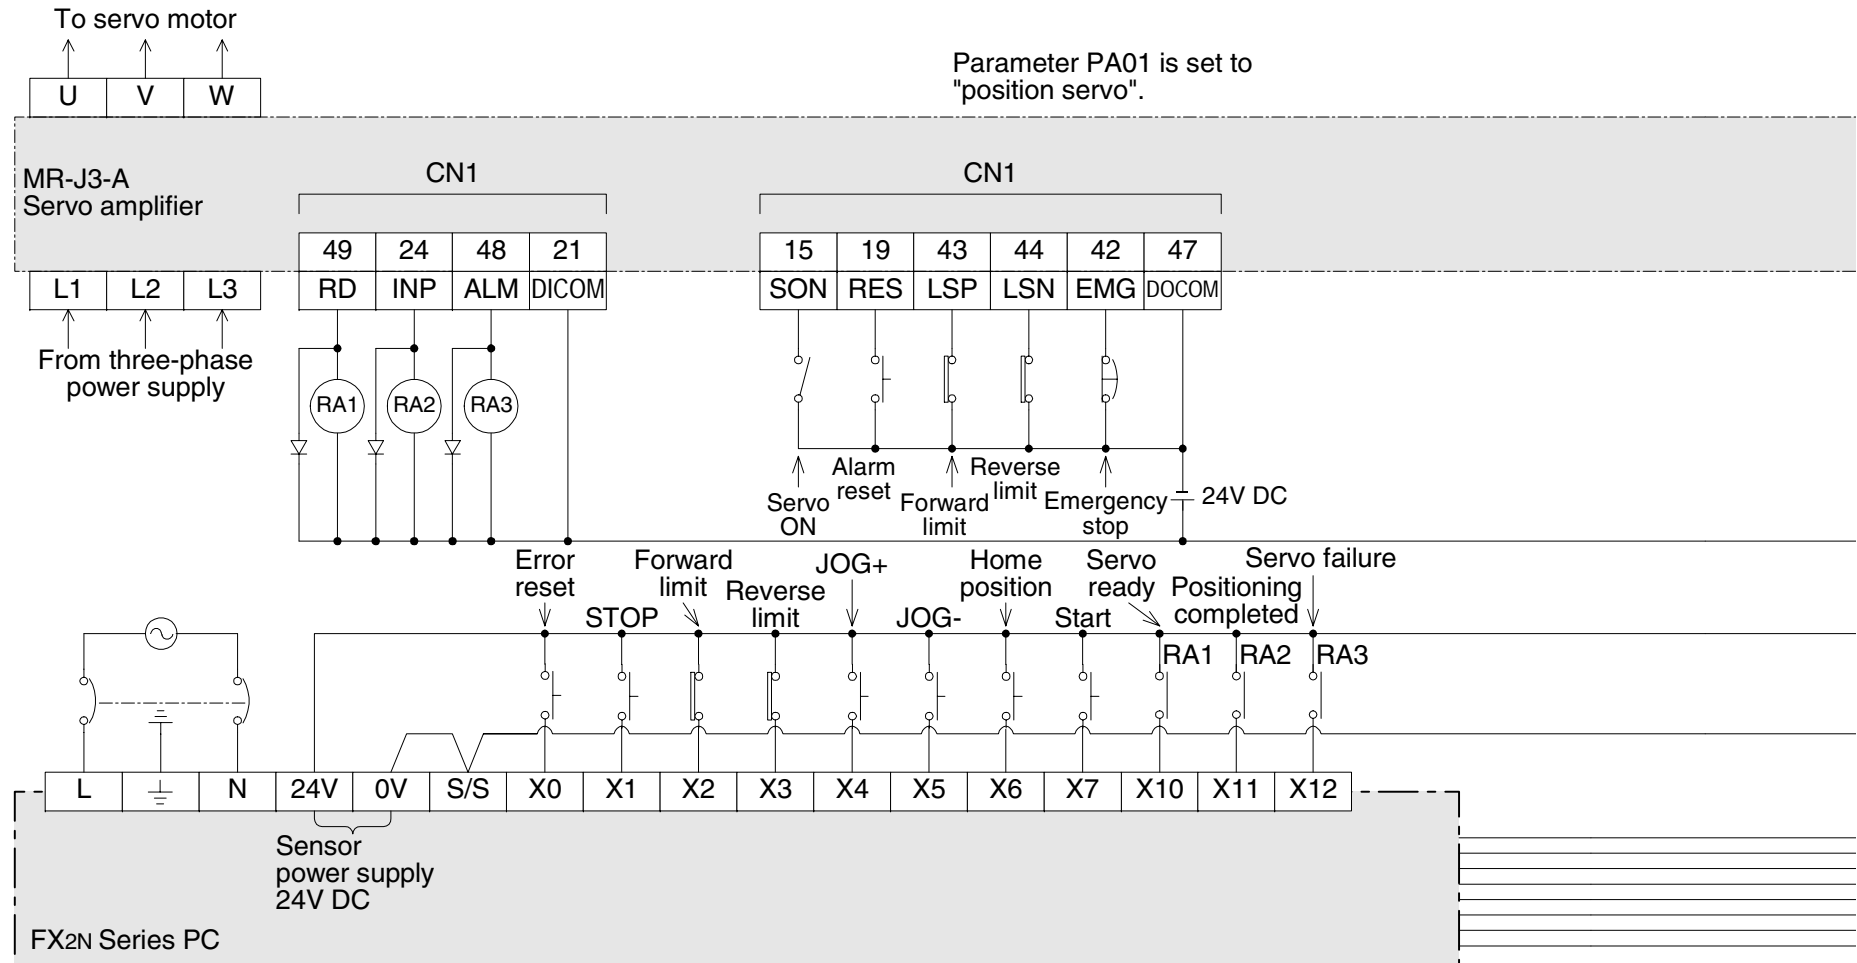 To servo motor
U V W
Parameter PA01 is set to
"position servo".
MR-J3-A
Servo amplifier
CN1
CN1
49 24 48 21
15 19 43 44 42 47
L1 L2 L3
RD INP ALM DICOM
SON RES LSP LSN EMG DOCOM
From three-phase
power supply
RA1 RA2 RA3
Servo
ON
Alarm
reset
Forward
limit
Reverse
limit
Emergency
stop
24V DC
Error
reset
STOP
Forward
limit
Reverse
limit
JOG+
JOG-
Home
position
Start
Servo
ready
Positioning
completed
Servo failure
RA1 RA2 RA3
L N 24V 0V S/S X0 X1 X2 X3 X4 X5 X6 X7 X10 X11 X12
Sensor
power supply
24V DC
FX2N Series PC